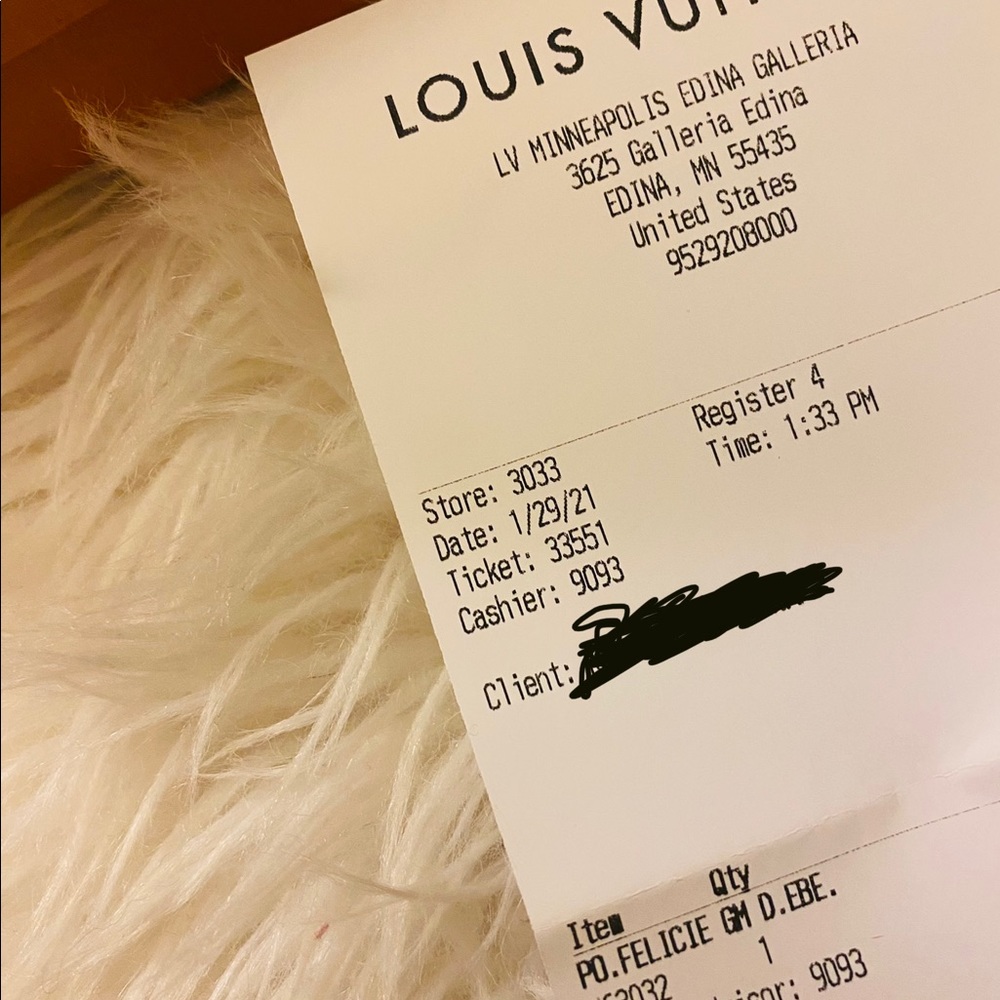 LOUIS
LV MINNEAPOLIS EDINA GALLERIA
3625 Galleria Edina
EDINA, MN 55435
United States
9529208000
Register 4
Time: 1:33 PM
Store: 3033
Date: 1/29/21
Ticket: 33551
Cashier: 9093
Client:
Item Qty
PO.FELICIE GM D.EBE.
1
9093